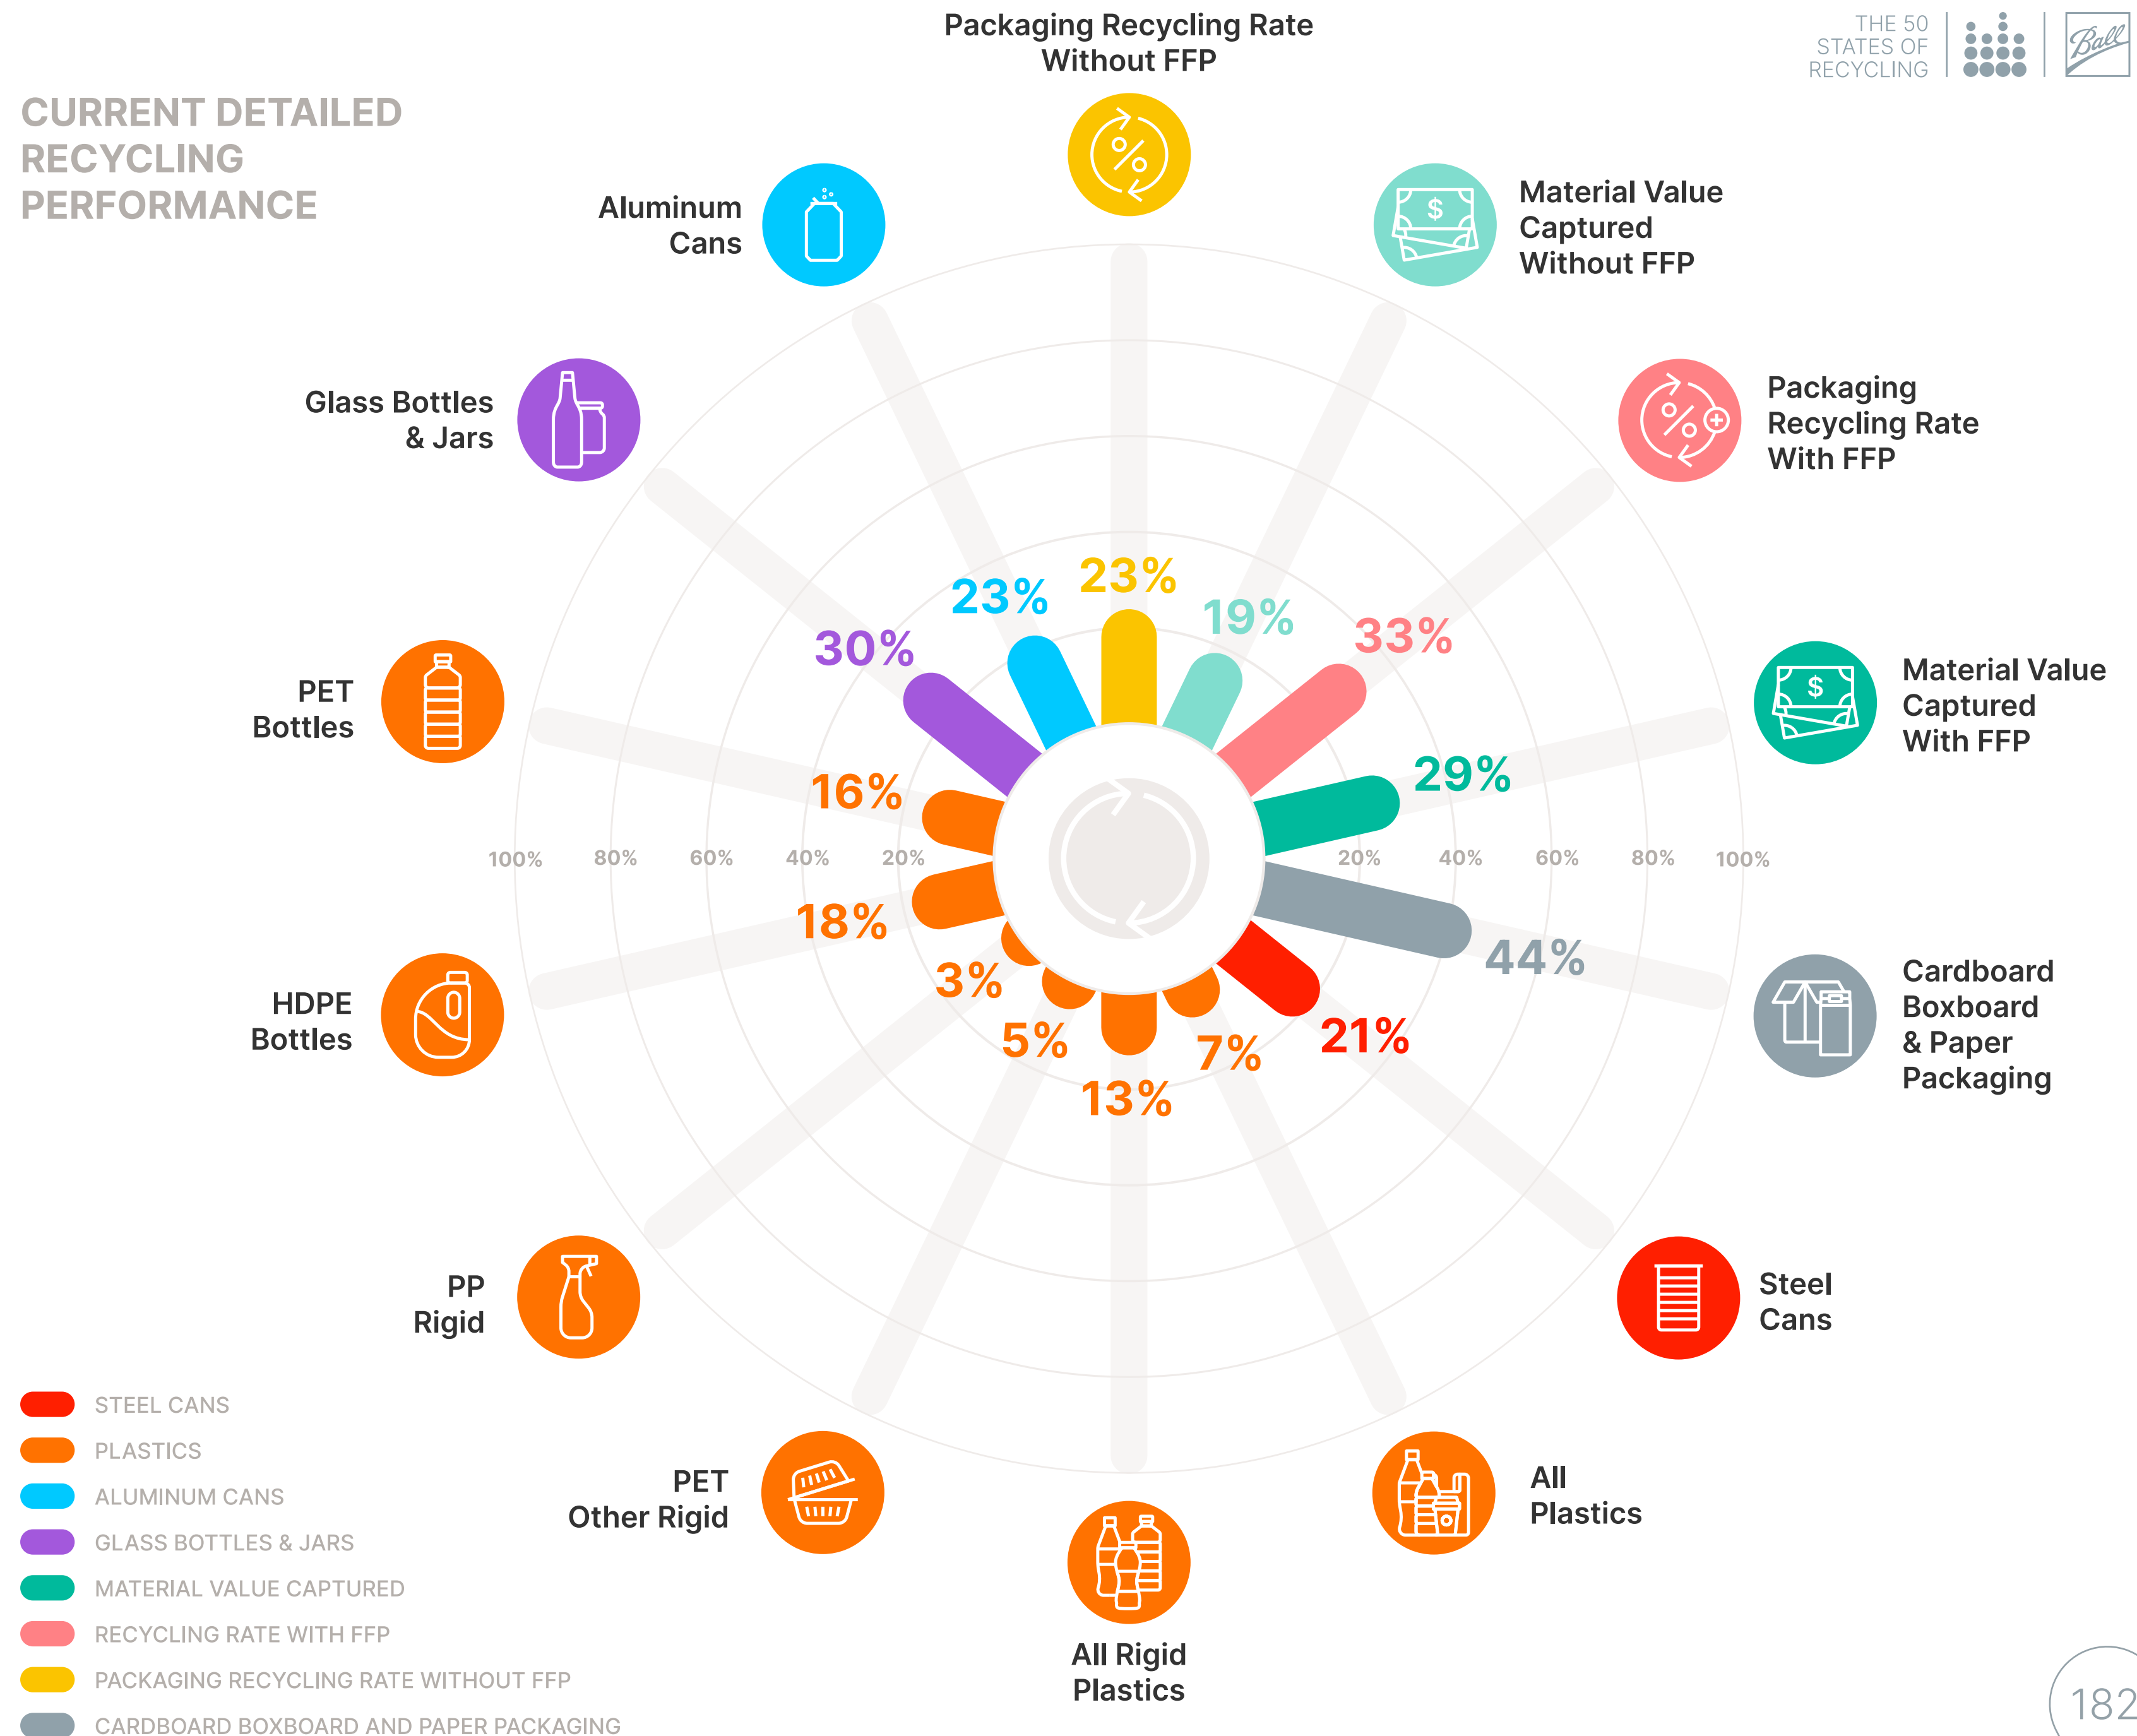 Packaging Recycling Rate
Without FFP
THE 50
STATES OF
RECYCLING
Ball
CURRENT DETAILED
RECYCLING
PERFORMANCE
Aluminum
Cans
Material Value
Captured
Without FFP
Glass Bottles
& Jars
Packaging
Recycling Rate
With FFP
PET
Bottles
Material Value
Captured
With FFP
23%
23%
19%
30%
33%
16%
29%
100% 80% 60% 40% 20% 20% 40% 60% 80% 100%
18%
44%
3%
5%
13%
7%
21%
HDPE
Bottles
Cardboard
Boxboard
& Paper
Packaging
PP
Rigid
Steel
Cans
PET
Other Rigid
All
Plastics
All Rigid
Plastics
STEEL CANS
PLASTICS
ALUMINUM CANS
GLASS BOTTLES & JARS
MATERIAL VALUE CAPTURED
RECYCLING RATE WITH FFP
PACKAGING RECYCLING RATE WITHOUT FFP
CARDBOARD BOXBOARD AND PAPER PACKAGING
182